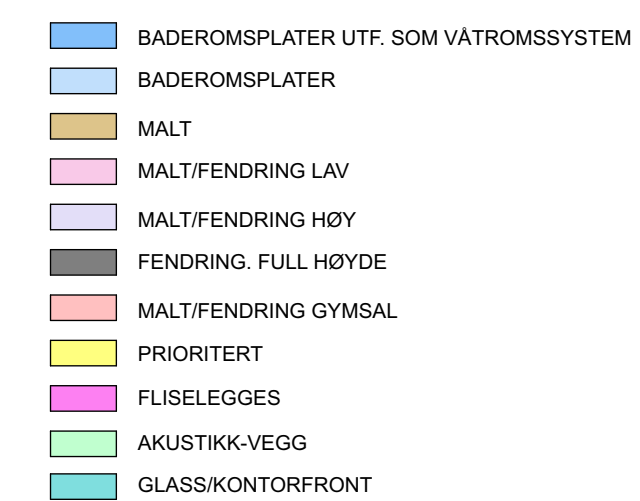 BADEROMSPLATER UTF. SOM VÅTROMSSYSTEM
BADEROMSPLATER
MALT
MALT/FENDRING LAV
MALT/FENDRING HØY
FENDRING. FULL HØYDE
MALT/FENDRING GYMSAL
PRIORITERT
FLISELEGGES
AKUSTIKK-VEGG
GLASS/KONTORFRONT